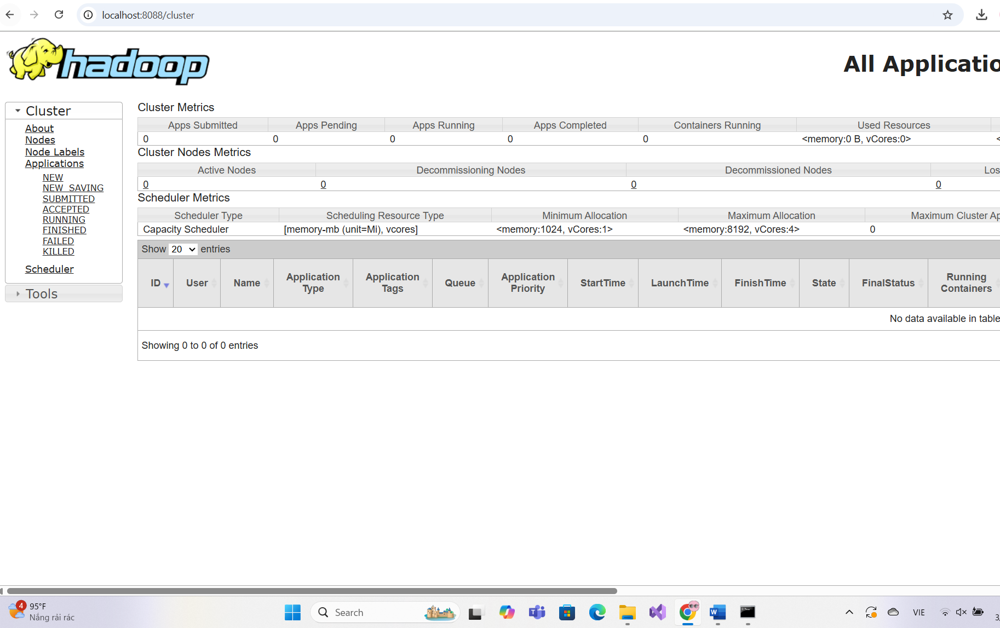 localhost:8088/cluster
hadoop
All Applicatio
Cluster
About
Nodes
Node Labels
Applications
NEW
NEW_SAVING
SUBMITTED
ACCEPTED
RUNNING
FINISHED
FAILED
KILLED
Scheduler
Tools
Cluster Metrics
Apps Submitted Apps Pending Apps Running Apps Completed Containers Running Used Resources
0 0 0 0 0 <memory:0 B, vCores:0> <
Cluster Nodes Metrics
Active Nodes Decommissioning Nodes Decommissioned Nodes Los
0 0 0 0
Scheduler Metrics
Scheduler Type Scheduling Resource Type Minimum Allocation Maximum Allocation Maximum Cluster Ap
Capacity Scheduler [memory-mb (unit=Mi), vcores] <memory:1024, vCores:1> <memory:8192, vCores:4> 0
Show 20 entries
ID User Name Application Type Application Tags Queue Application Priority StartTime LaunchTime FinishTime State FinalStatus Running Containers
No data available in table
Showing 0 to 0 of 0 entries
4
95°F
Nắng rải rác
Search
VIE
3/